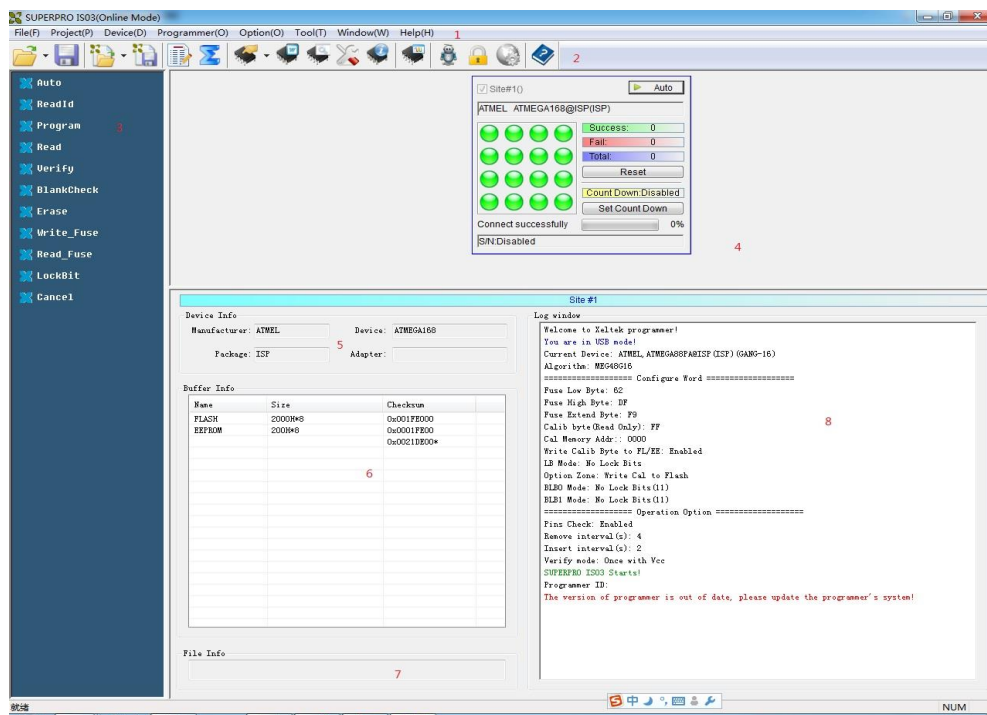 SUPERPRO IS03(Online Mode)
File(F) Project(P) Device(D) Programmer(O) Option(O) Tool(T) Window(W) Help(H) 1
2
Auto
ReadId
Program 3
Read
Verify
BlankCheck
Erase
Write_Fuse
Read_Fuse
LockBit
Cancel
Site#1() Auto
ATMEL ATMEGA168@ISP(ISP)
Success: 0
Fail: 0
Total: 0
Reset
Count Down:Disabled
Set Count Down
Connect successfully 0%
S/N:Disabled
4
Site #1
Device Info
Manufacturer: ATMEL Device: ATMEGA168
5
Package: ISP Adapter:
Buffer Info
Name Size Checksum
FLASH 2000H*8 0x001FE000
EEPROM 200H*8 0x0001FE00
0x0021DE00*
6
File Info
7
Log window
Welcome to Xeltek programmer!
You are in USB mode!
Current Device: ATMEL,ATMEGA88PA@ISP(ISP)(GANG-16)
Algorithm: MEG48G16
=================== Configure Word ===================
Fuse Low Byte: 62
Fuse High Byte: DF
Fuse Extend Byte: F9
8
Calib byte(Read Only): FF
Cal Memory Addr:: 0000
Write Calib Byte to FL/EE: Enabled
LB Mode: No Lock Bits
Option Zone: Write Cal to Flash
BLB0 Mode: No Lock Bits(11)
BLB1 Mode: No Lock Bits(11)
=================== Operation Option ===================
Pins Check: Enabled
Remove interval(s): 4
Insert interval(s): 2
Verify mode: Once with Vcc
SUPERPRO IS03 Starts!
Programmer ID:
The version of programmer is out of date, please update the programmer's system!
中
就绪 NUM